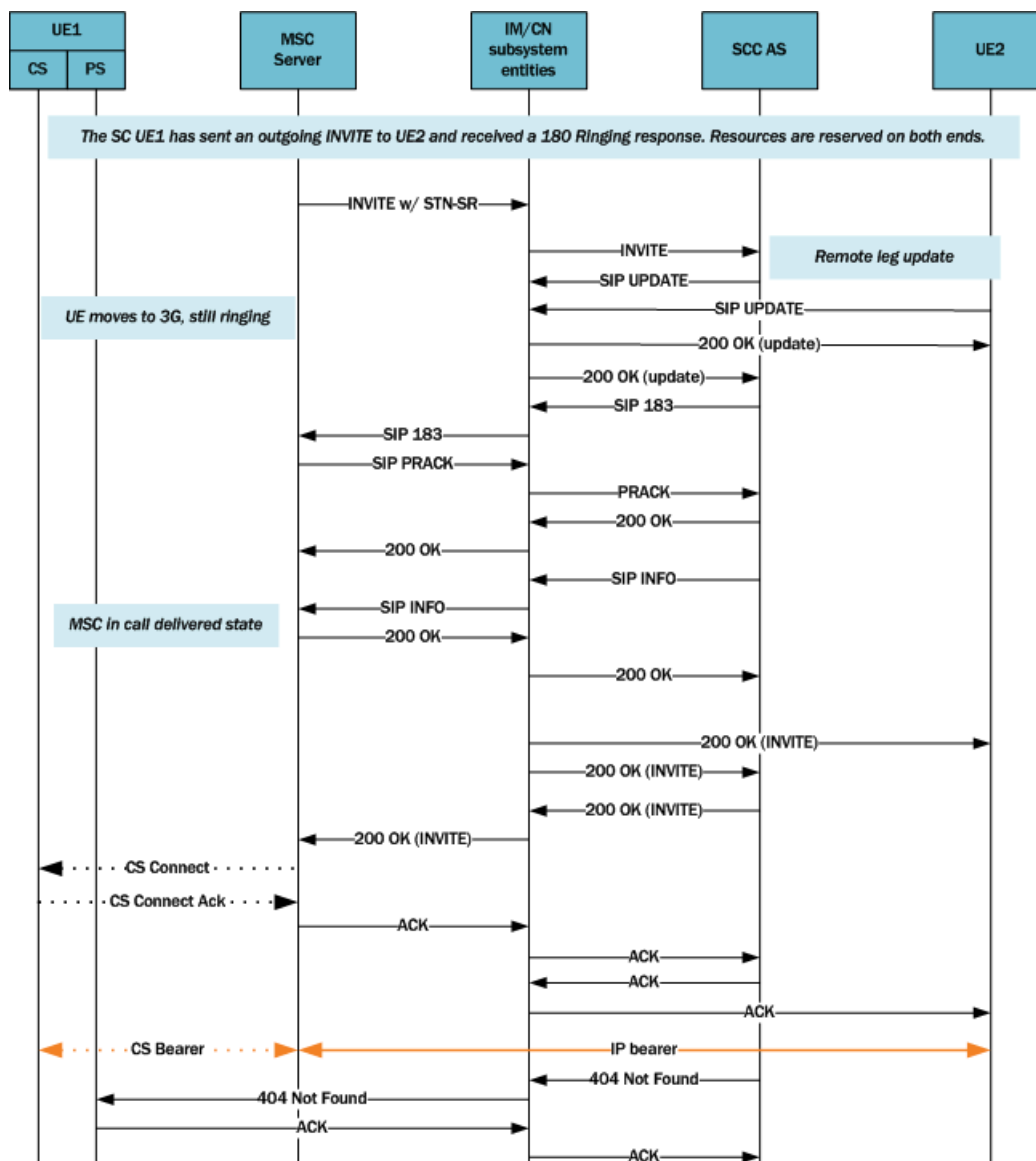 UE1
CS
PS
MSC
Server
IM/CN
subsystem
entities
SCC AS
UE2
The SC UE1 has sent an outgoing INVITE to UE2 and received a 180 Ringing response. Resources are reserved on both ends.
INVITE w/ STN-SR
INVITE
Remote leg update
SIP UPDATE
SIP UPDATE
UE moves to 3G, still ringing
200 OK (update)
200 OK (update)
SIP 183
SIP 183
SIP PRACK
PRACK
200 OK
200 OK
SIP INFO
SIP INFO
MSC in call delivered state
200 OK
200 OK
200 OK (INVITE)
200 OK (INVITE)
200 OK (INVITE)
200 OK (INVITE)
CS Connect
CS Connect Ack
ACK
ACK
ACK
ACK
CS Bearer
IP bearer
404 Not Found
404 Not Found
ACK
ACK